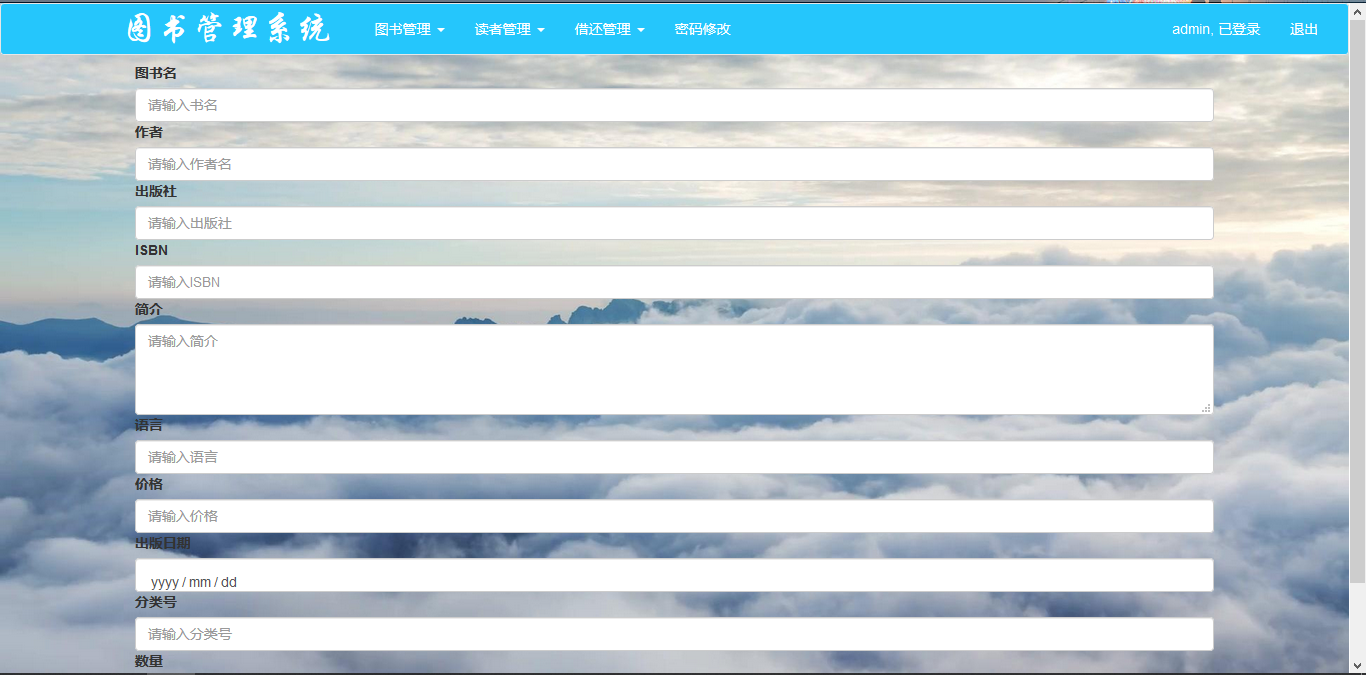 图书管理系统 图书管理 读者管理 借还管理 密码修改 admin, 已登录 退出
图书名
请输入书名
作者
请输入作者名
出版社
请输入出版社
ISBN
请输入ISBN
简介
请输入简介
语言
请输入语言
价格
请输入价格
出版日期
yyyy / mm / dd
分类号
请输入分类号
数量